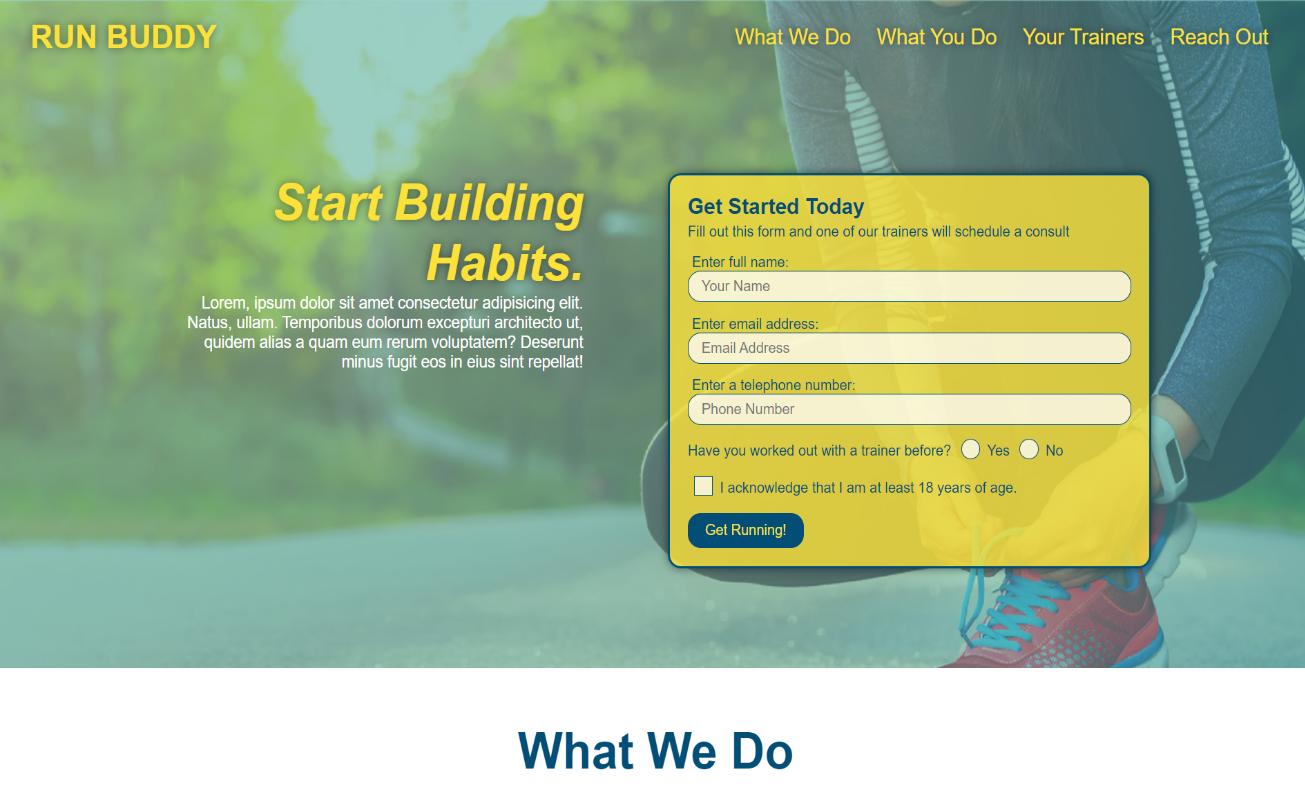 RUN BUDDY
What We Do
What You Do
Your Trainers
Reach Out
Start Building
Habits.
Lorem, ipsum dolor sit amet consectetur adipisicing elit.
Natus, ullam. Temporibus dolorum excepturi architecto ut,
quidem alias a quam eum rerum voluptatem? Deserunt
minus fugit eos in eius sint repellat!
Get Started Today
Fill out this form and one of our trainers will schedule a consult
Enter full name:
Your Name
Enter email address:
Email Address
Enter a telephone number:
Phone Number
Have you worked out with a trainer before? Yes No
I acknowledge that I am at least 18 years of age.
Get Running!
What We Do